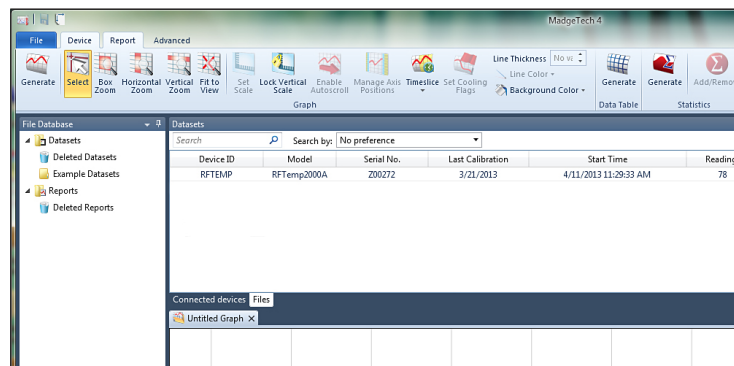 MadgeTech 4
File Device Report Advanced
Generate Select Box Zoom Horizontal Zoom Vertical Zoom Fit to View Set Scale Lock Vertical Scale Enable Autoscroll Manage Axis Positions Timeslice Set Cooling Flags Line Thickness Generate Generate Add/Remo
Line Color
Background Color
Graph Data Table Statistics
File Database Datasets
Datasets Search Search by: No preference
Deleted Datasets Device ID Model Serial No. Last Calibration Start Time Reading
Example Datasets RFTEMP RFTemp2000A Z00272 3/21/2013 4/11/2013 11:29:33 AM 78
Reports
Deleted Reports
Connected devices Files
Untitled Graph